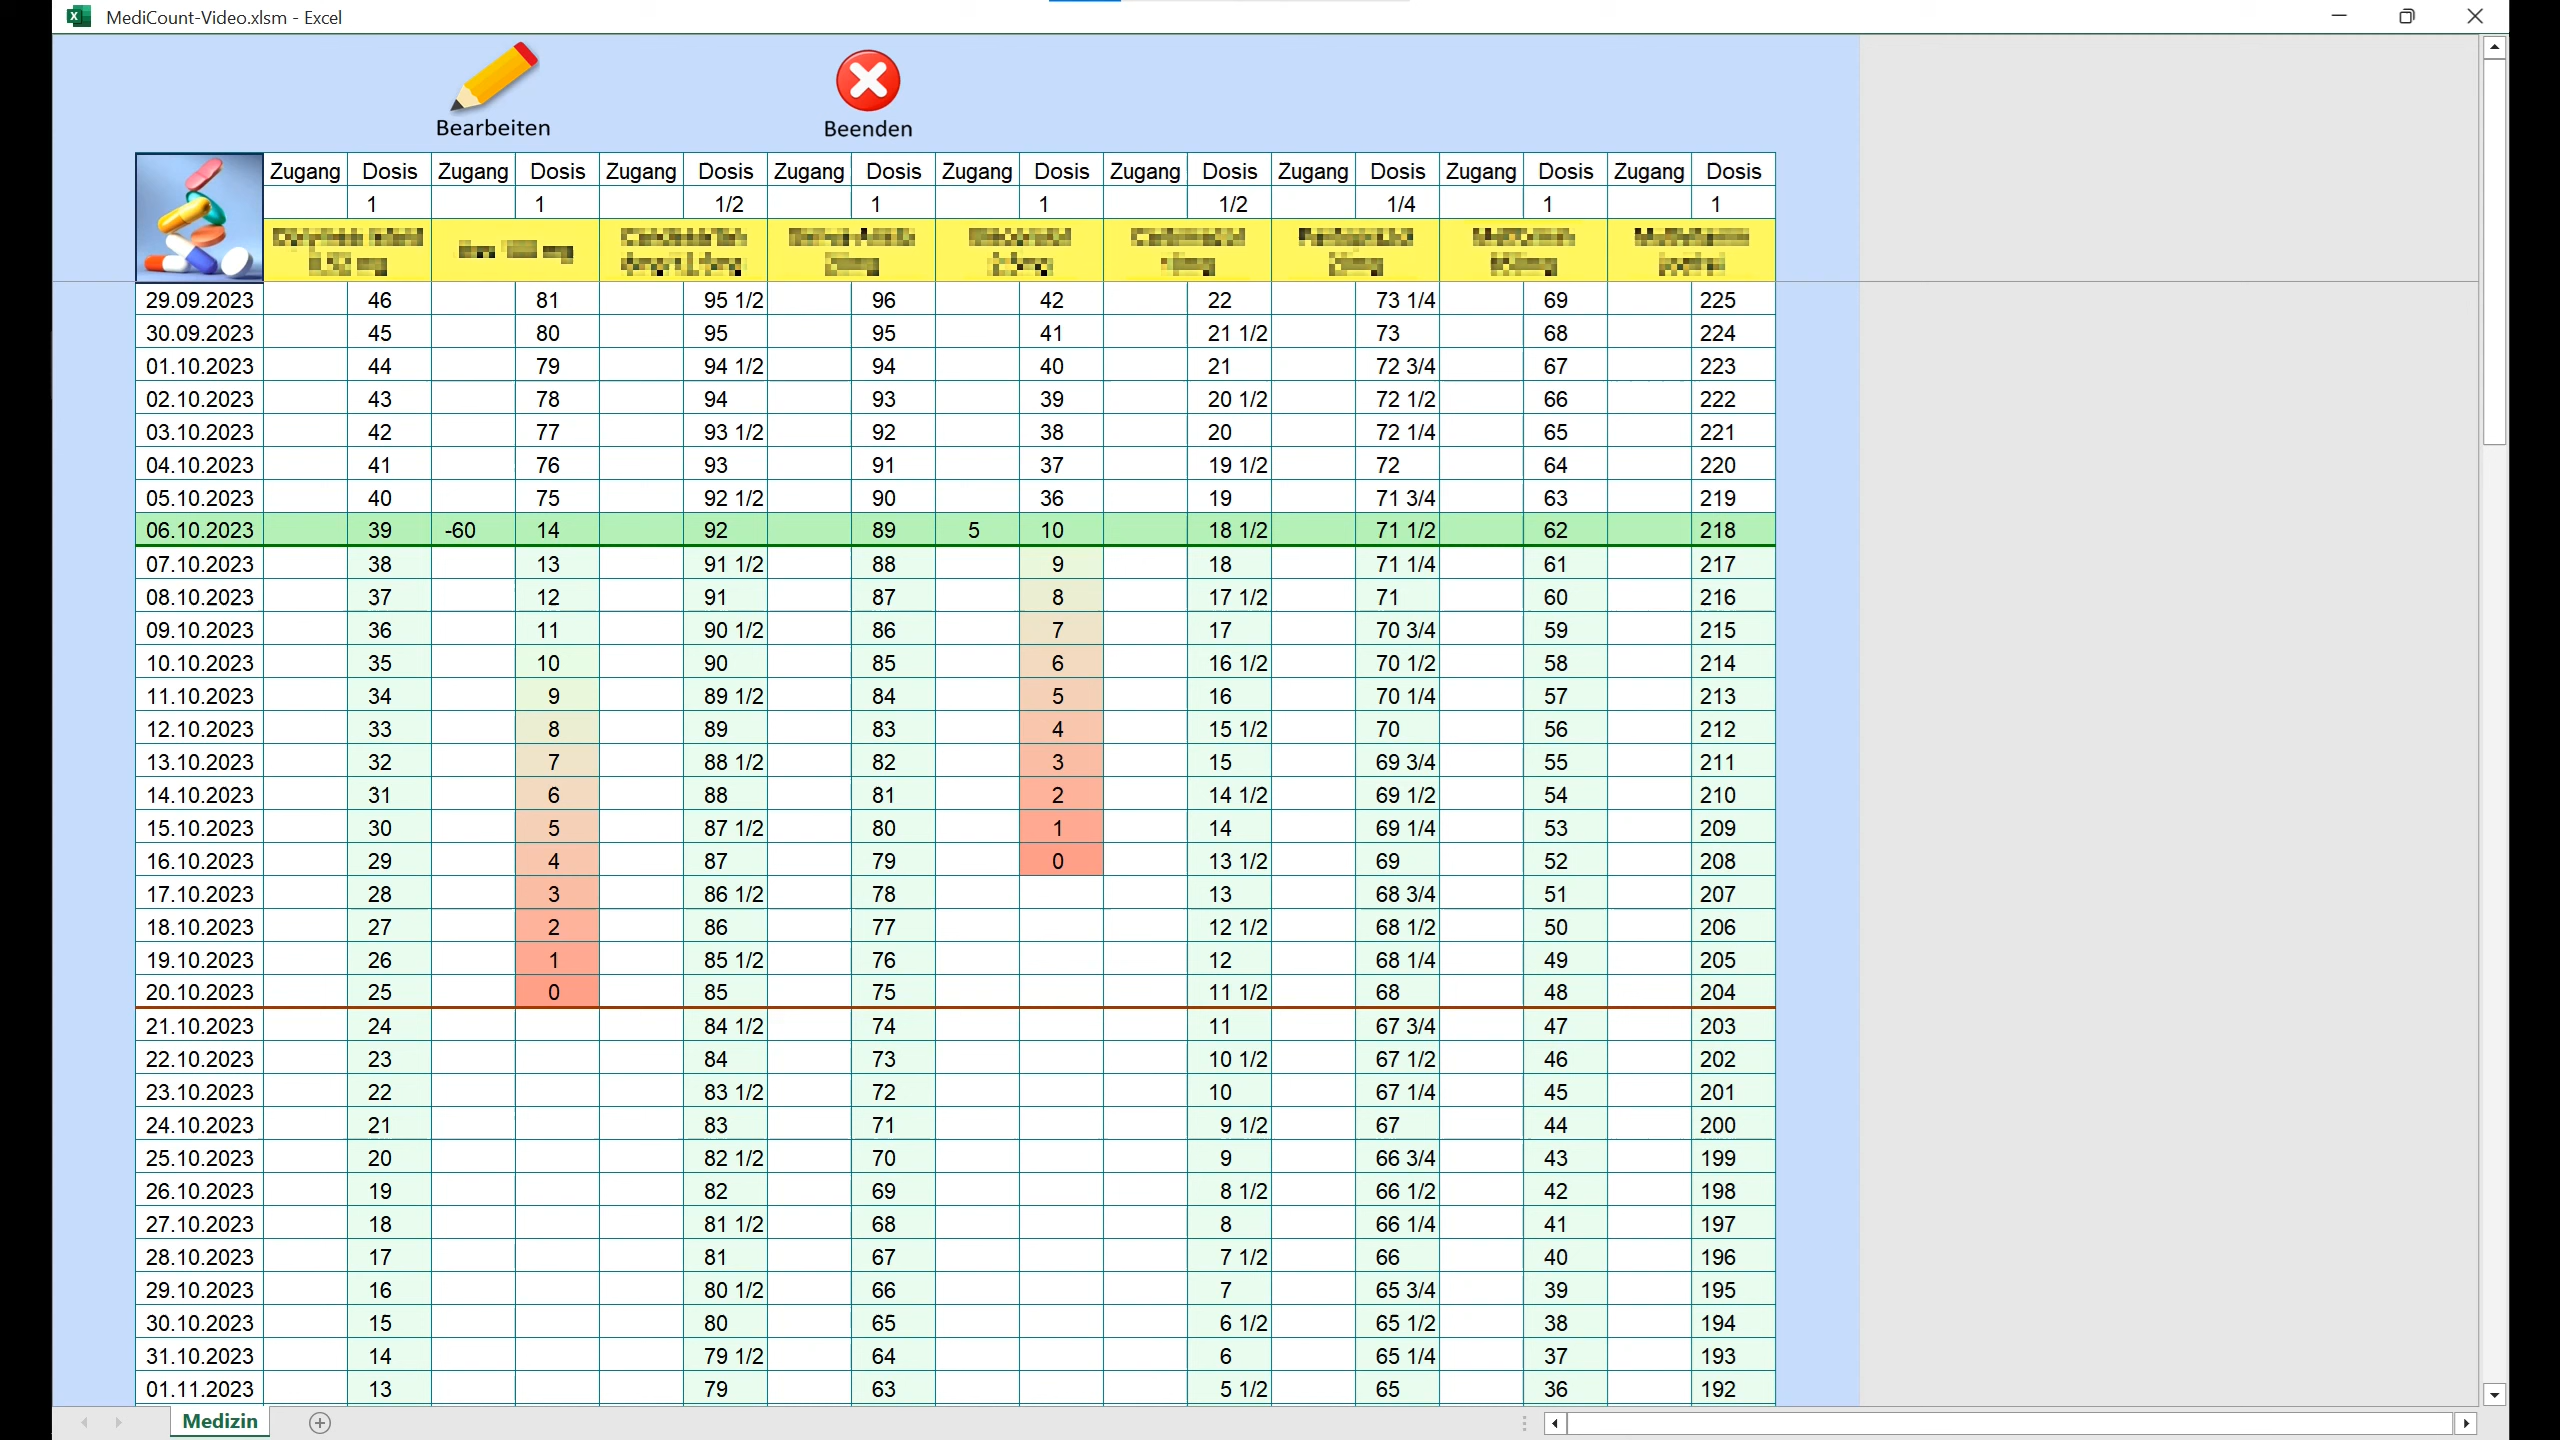 MediCount-Video.xlsm - Excel
Bearbeiten Beenden
Zugang Dosis Zugang Dosis Zugang Dosis Zugang Dosis Zugang Dosis Zugang Dosis Zugang Dosis Zugang Dosis Zugang Dosis
1 1 1/2 1 1 1/2 1/4 1 1
29.09.2023 46 81 95 1/2 96 42 22 73 1/4 69 225
30.09.2023 45 80 95 95 41 21 1/2 73 68 224
01.10.2023 44 79 94 1/2 94 40 21 72 3/4 67 223
02.10.2023 43 78 94 93 39 20 1/2 72 1/2 66 222
03.10.2023 42 77 93 1/2 92 38 20 72 1/4 65 221
04.10.2023 41 76 93 91 37 19 1/2 72 64 220
05.10.2023 40 75 92 1/2 90 36 19 71 3/4 63 219
06.10.2023 39 -60 14 92 89 5 10 18 1/2 71 1/2 62 218
07.10.2023 38 13 91 1/2 88 9 18 71 1/4 61 217
08.10.2023 37 12 91 87 8 17 1/2 71 60 216
09.10.2023 36 11 90 1/2 86 7 17 70 3/4 59 215
10.10.2023 35 10 90 85 6 16 1/2 70 1/2 58 214
11.10.2023 34 9 89 1/2 84 5 16 70 1/4 57 213
12.10.2023 33 8 89 83 4 15 1/2 70 56 212
13.10.2023 32 7 88 1/2 82 3 15 69 3/4 55 211
14.10.2023 31 6 88 81 2 14 1/2 69 1/2 54 210
15.10.2023 30 5 87 1/2 80 1 14 69 1/4 53 209
16.10.2023 29 4 87 79 0 13 1/2 69 52 208
17.10.2023 28 3 86 1/2 78 13 68 3/4 51 207
18.10.2023 27 2 86 77 12 1/2 68 1/2 50 206
19.10.2023 26 1 85 1/2 76 12 68 1/4 49 205
20.10.2023 25 0 85 75 11 1/2 68 48 204
21.10.2023 24 84 1/2 74 11 67 3/4 47 203
22.10.2023 23 84 73 10 1/2 67 1/2 46 202
23.10.2023 22 83 1/2 72 10 67 1/4 45 201
24.10.2023 21 83 71 9 1/2 67 44 200
25.10.2023 20 82 1/2 70 9 66 3/4 43 199
26.10.2023 19 82 69 8 1/2 66 1/2 42 198
27.10.2023 18 81 1/2 68 8 66 1/4 41 197
28.10.2023 17 81 67 7 1/2 66 40 196
29.10.2023 16 80 1/2 66 7 65 3/4 39 195
30.10.2023 15 80 65 6 1/2 65 1/2 38 194
31.10.2023 14 79 1/2 64 6 65 1/4 37 193
01.11.2023 13 79 63 5 1/2 65 36 192
Medizin